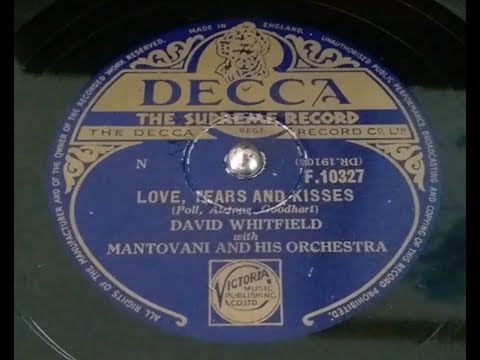 MADE IN ENGLAND.
ALL RIGHTS OF THE MANUFACTURER AND OF THE OWNER OF THE RECORDED WORK RESERVED.
UNAUTHORISED PUBLIC PERFORMANCE, BROADCASTING AND COPYING OF THIS RECORD PROHIBITED.
DECCA
THE SUPREME RECORD
THE DECCA REGT RECORD CO. LTD.
N
F.10327
LOVE, TEARS AND KISSES
DAVID WHITFIELD
with
MANTOVANI AND HIS ORCHESTRA
VICTORIA
MUSIC
PUBLISHING
CO.LTD.